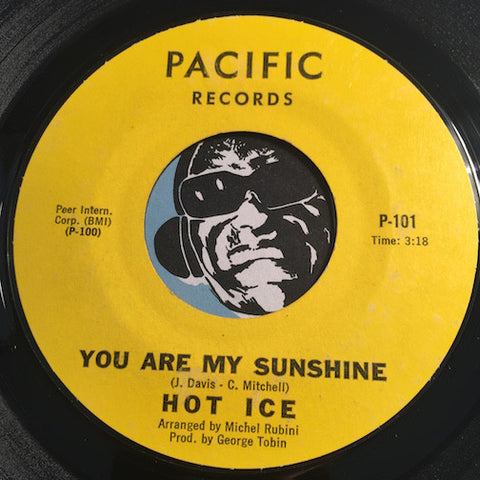 PACIFIC
RECORDS
Peer Intern.
Corp. (BMI)
(P-100)
P-101
Time: 3:18
YOU ARE MY SUNSHINE
(J. Davis - C. Mitchell)
HOT ICE
Arranged by Michel Rubini
Prod. by George Tobin